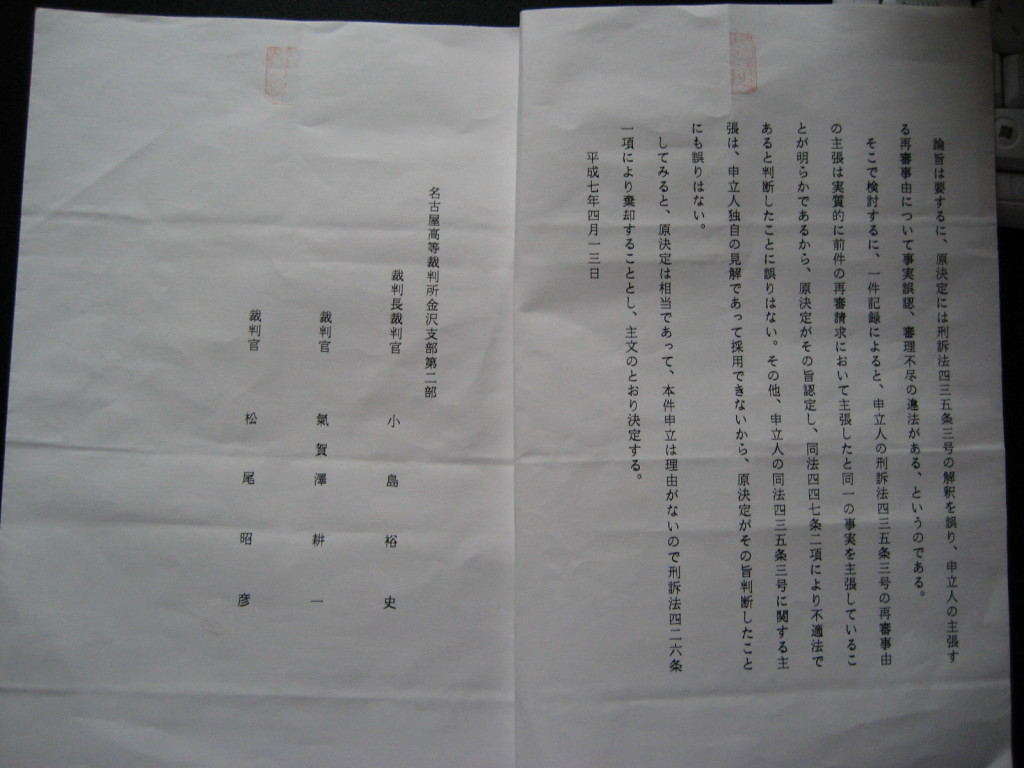 論旨は要するに、原決定には刑訴法四三五条三号の解釈を誤り、申立人の主張す
る再審事由について事実誤認、審理不尽の違法がある、というのである。
そこで検討するに、一件記録によると、申立人の刑訴法四三五条三号の再審事由
の主張は実質的に前件の再審請求において主張したと同一の事実を主張しているこ
とが明らかであるから、原決定がその旨認定し、同法四四七条二項により不適法で
あると判断したことに誤りはない。その他、申立人の同法四三五条三号に関する主
張は、申立人独自の見解であって採用できないから、原決定がその旨判断したこと
にも誤りはない。
してみると、原決定は相当であって、本件申立は理由がないので刑訴法四二六条
一項により棄却することとし、主文のとおり決定する。
平成七年四月一三日
名古屋高等裁判所金沢支部第二部
裁判長裁判官 小島裕史
裁判官 氣賀澤耕一
裁判官 松尾昭彦